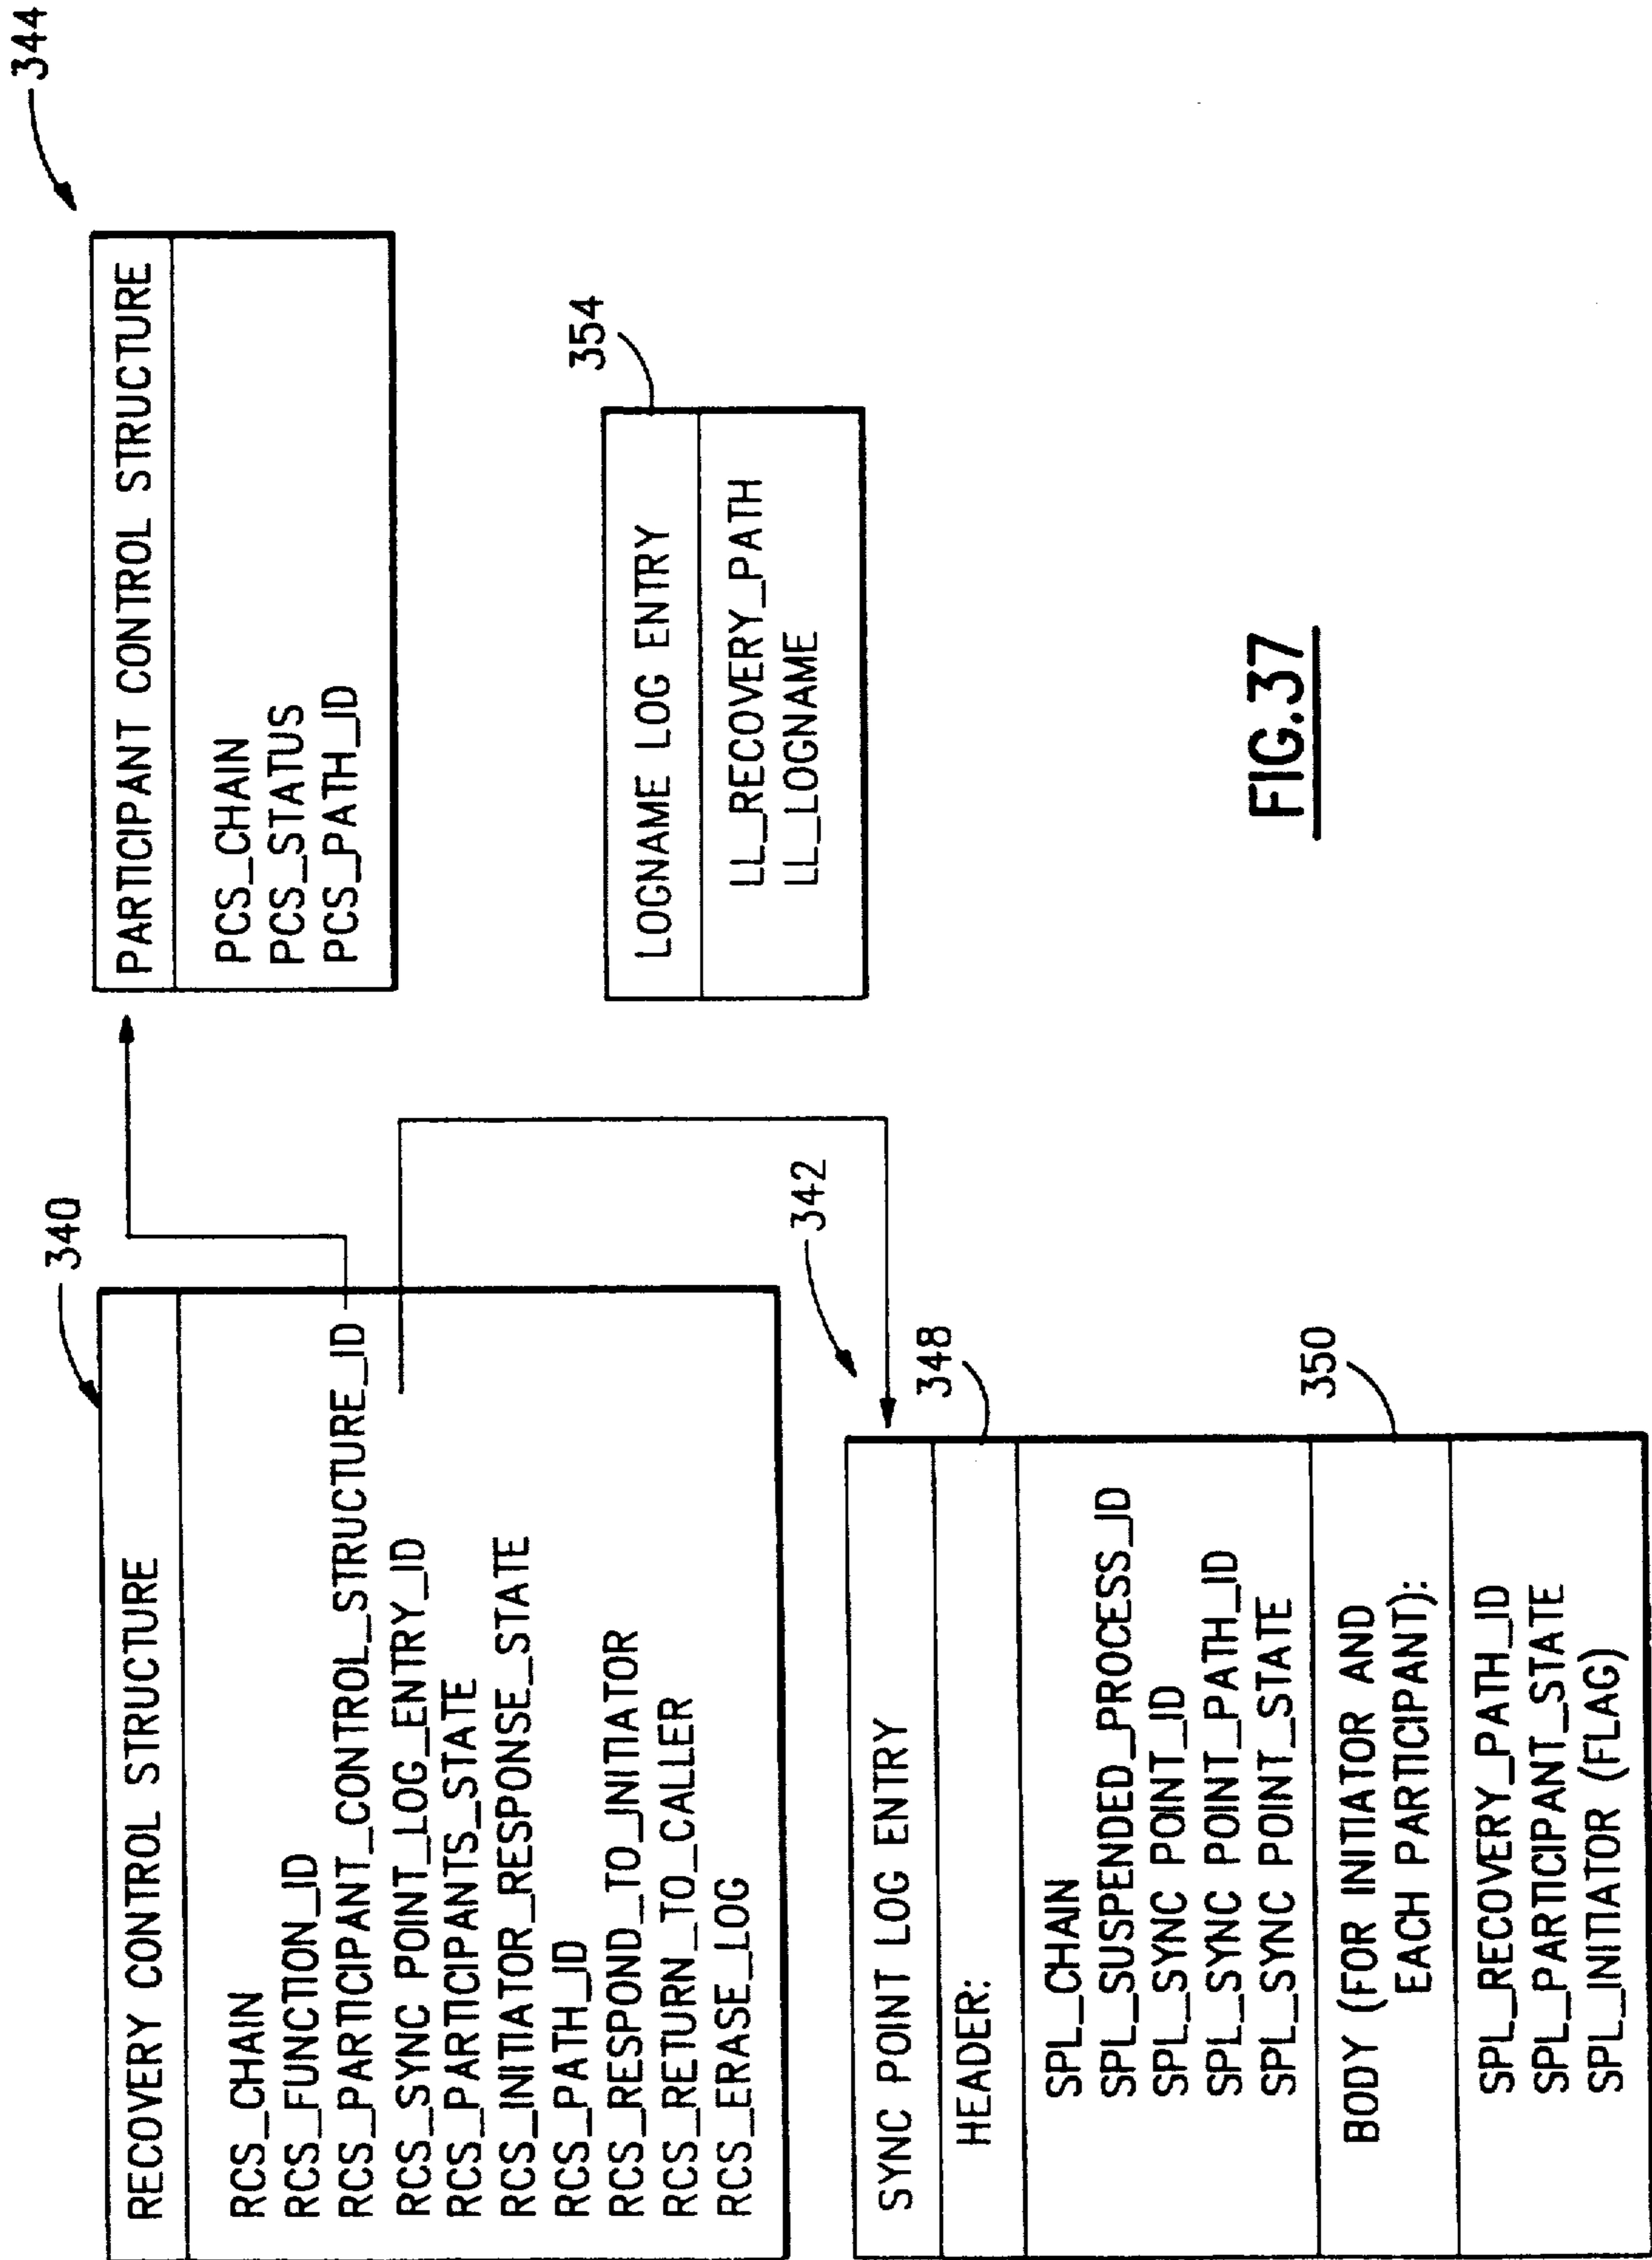 340
RECOVERY CONTROL STRUCTURE
RCS_CHAIN
RCS_FUNCTION_ID
RCS_PARTICIPANT_CONTROL_STRUCTURE_ID
RCS_SYNC POINT_LOG_ENTRY_ID
RCS_PARTICIPANTS_STATE
RCS_INITIATOR_RESPONSE_STATE
RCS_PATH_ID
RCS_RESPOND_TO_INITIATOR
RCS_RETURN_TO_CALLER
RCS_ERASE_LOG
344
PARTICIPANT CONTROL STRUCTURE
PCS_CHAIN
PCS_STATUS
PCS_PATH_ID
354
LOGNAME LOG ENTRY
LL_RECOVERY_PATH
LL_LOGNAME
342
SYNC POINT LOG ENTRY
HEADER:
348
SPL_CHAIN
SPL_SUSPENDED_PROCESS_ID
SPL_SYNC POINT_ID
SPL_SYNC POINT_PATH_ID
SPL_SYNC POINT_STATE
BODY (FOR INITIATOR AND
EACH PARTICIPANT):
350
SPL_RECOVERY_PATH_ID
SPL_PARTICIPANT_STATE
SPL_INITIATOR (FLAG)
FIG.37